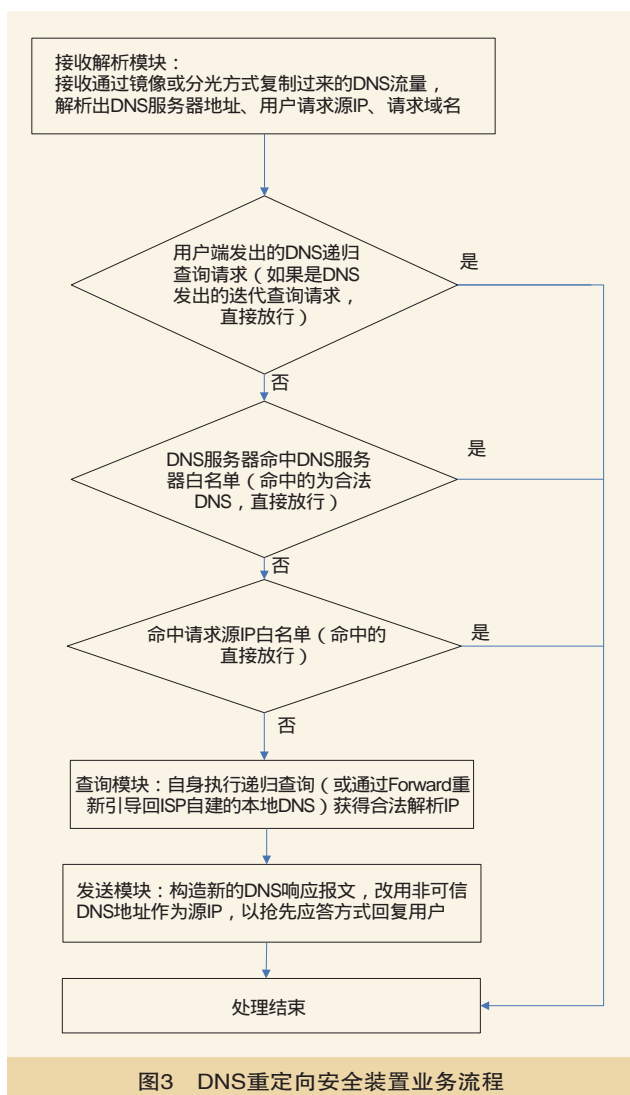 接收解析模块：
接收通过镜像或分光方式复制过来的DNS流量，
解析出DNS服务器地址、用户请求源IP、请求域名
用户端发出的DNS递归
查询请求（如果是DNS
发出的迭代查询请求，
直接放行）
是
否
DNS服务器命中DNS服务
器白名单（命中的为合法
DNS，直接放行）
是
否
命中请求源IP白名单（命中的
直接放行）
是
否
查询模块：自身执行递归查询（或通过Forward重
新引导回ISP自建的本地DNS）获得合法解析IP
发送模块：构造新的DNS响应报文，改用非可信
DNS地址作为源IP，以抢先应答方式回复用户
处理结束
图3 DNS重定向安全装置业务流程